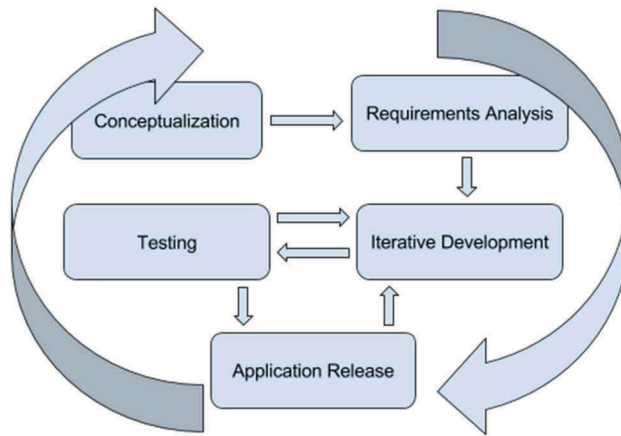 Conceptualization
Requirements Analysis
Testing
Iterative Development
Application Release